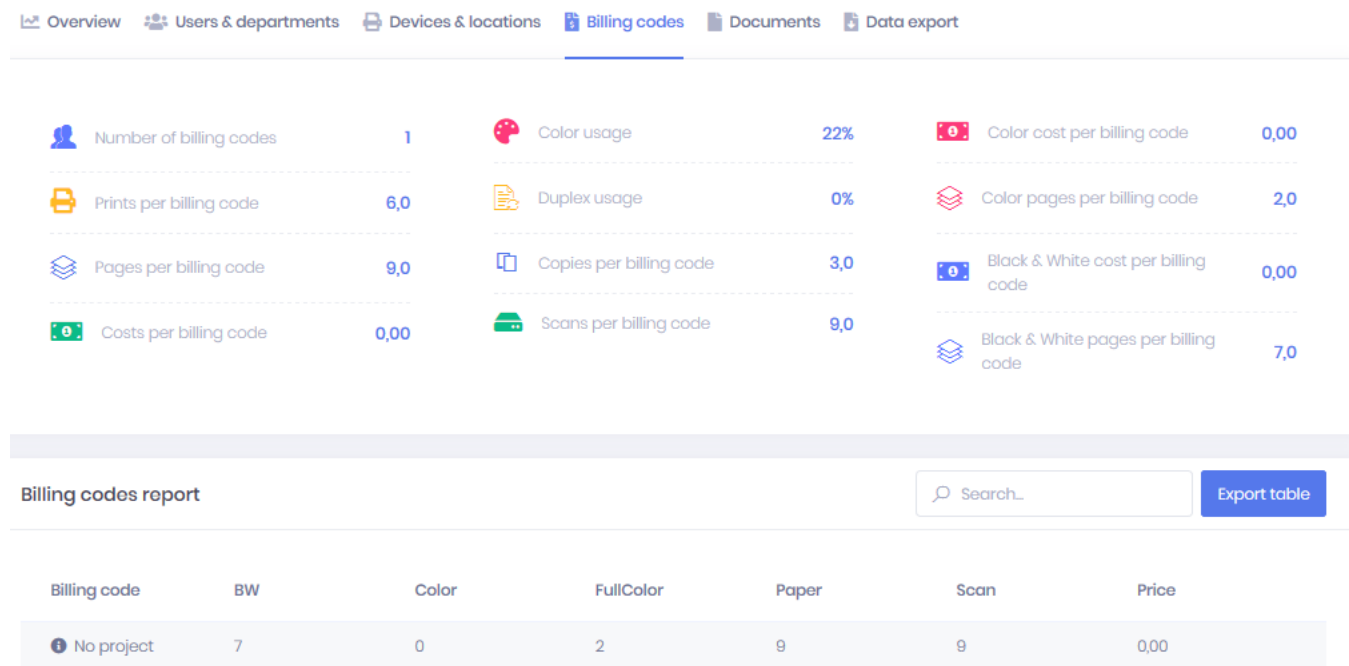 Overview Users & departments Devices & locations Billing codes Documents Data export
Number of billing codes 1
Prints per billing code 6,0
Pages per billing code 9,0
Costs per billing code 0,00
Color usage 22%
Duplex usage 0%
Copies per billing code 3,0
Scans per billing code 9,0
Color cost per billing code 0,00
Color pages per billing code 2,0
Black & White cost per billing
code 0,00
Black & White pages per billing
code 7,0
Billing codes report Search... Export table
Billing code BW Color FullColor Paper Scan Price
No project 7 0 2 9 9 0,00